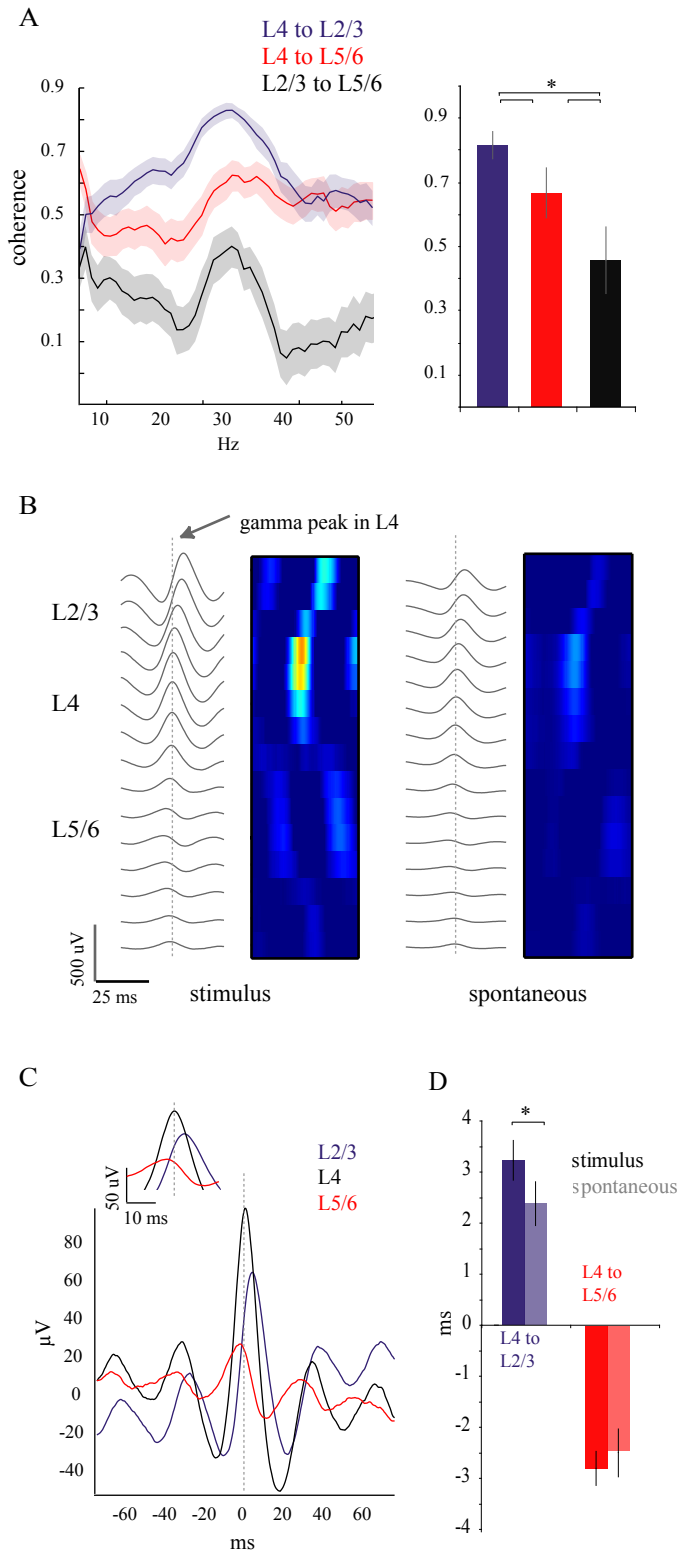 A
L4 to L2/3
L4 to L5/6
L2/3 to L5/6
0.9
0.7
0.5
0.3
0.1
coherence
10 20 30 40 50
Hz
*
0.9
0.7
0.5
0.3
0.1
B
gamma peak in L4
L2/3
L4
L5/6
500 uV
25 ms
stimulus
spontaneous
C
50 uV
10 ms
L2/3
L4
L5/6
80
60
40
20
0
-20
-40
µV
-60 -40 -20 0 20 40 60
ms
D
*
4
3
2
1
0
-1
-2
-3
-4
ms
stimulus
spontaneous
L4 to
L5/6
L4 to
L2/3